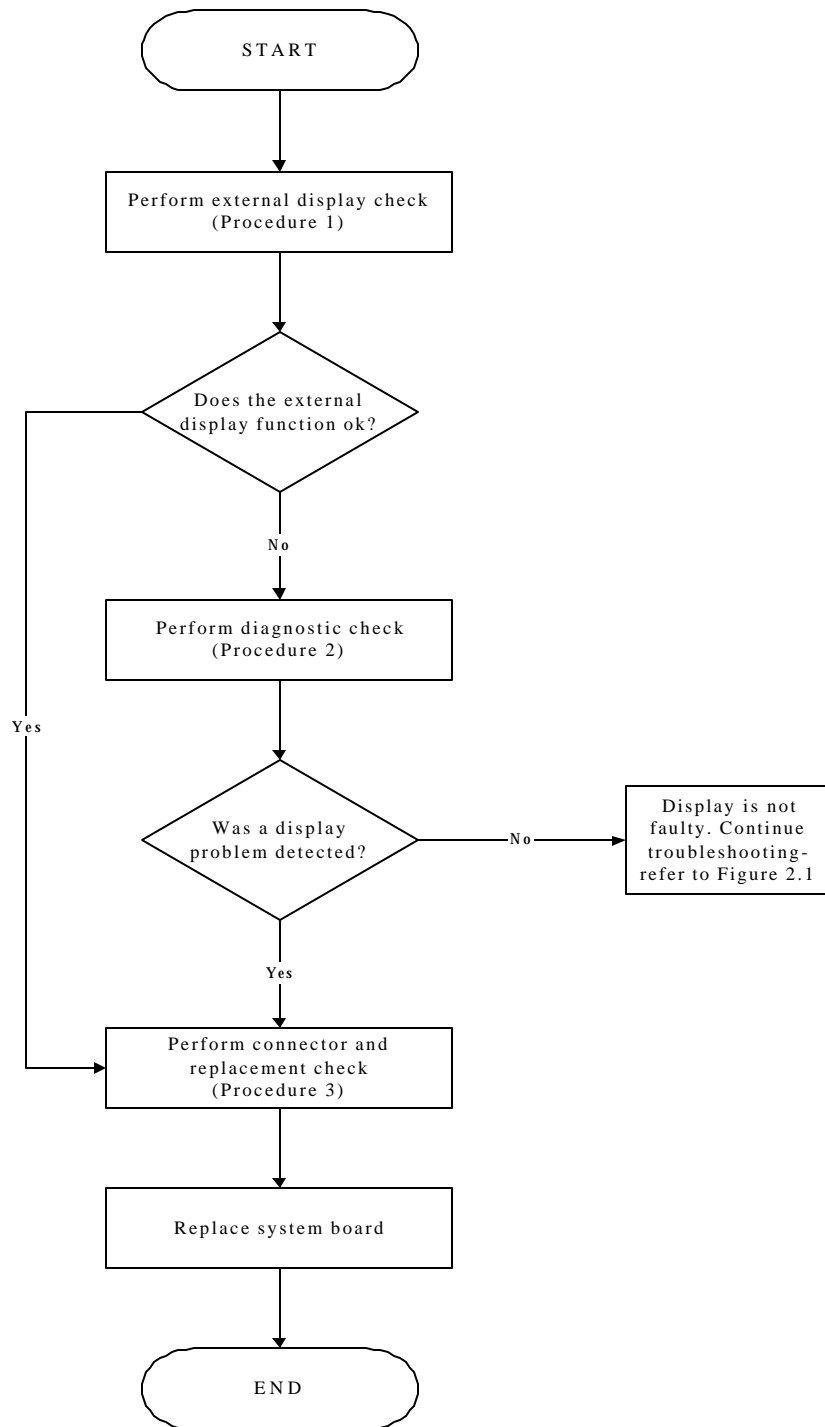 START
Perform external display check
(Procedure 1)
Does the external
display function ok?
No
Perform diagnostic check
(Procedure 2)
Yes
Was a display
problem detected?
No
Display is not
faulty. Continue
troubleshooting-
refer to Figure 2.1
Yes
Perform connector and
replacement check
(Procedure 3)
Replace system board
END